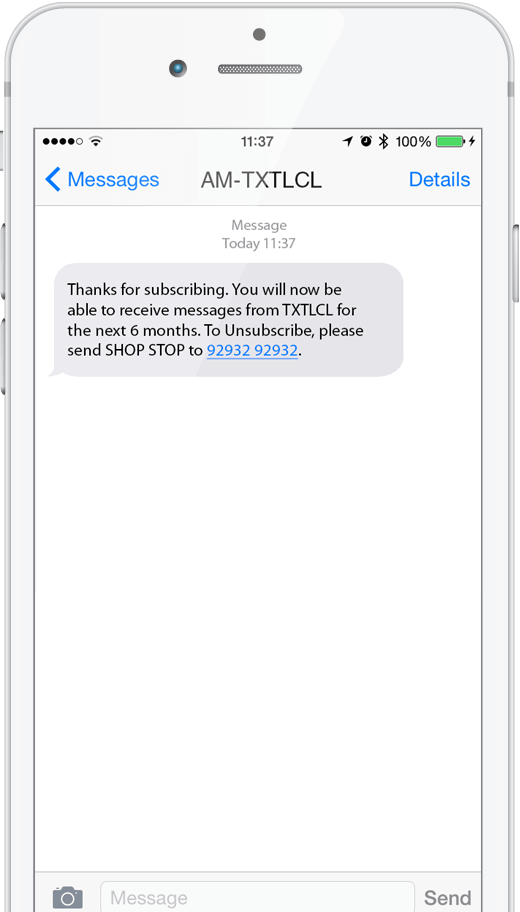 11:37
100%
Messages
AM-TXTLCL
Details
Message
Today 11:37
Thanks for subscribing. You will now be
able to receive messages from TXTLCL for
the next 6 months. To Unsubscribe, please
send SHOP STOP to 92932 92932.
Message
Send